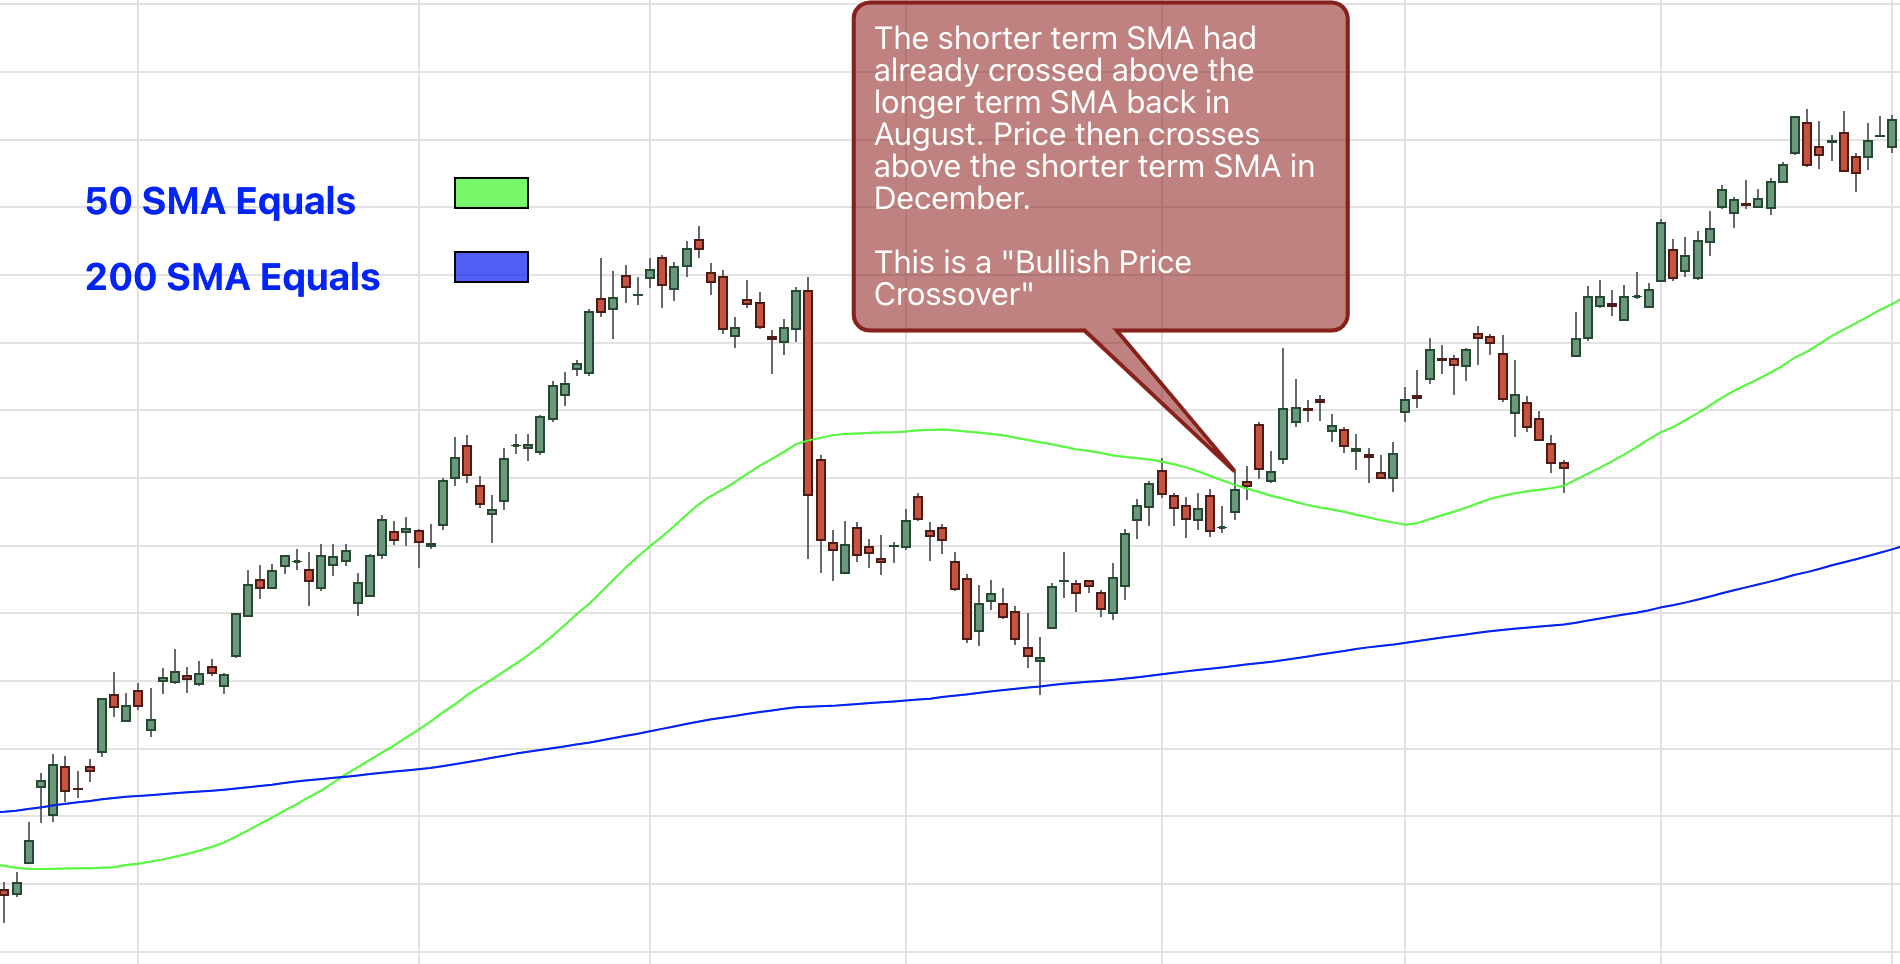 The shorter term SMA had
already crossed above the
longer term SMA back in
August. Price then crosses
above the shorter term SMA in
December.
This is a "Bullish Price
Crossover"
50 SMA Equals
200 SMA Equals